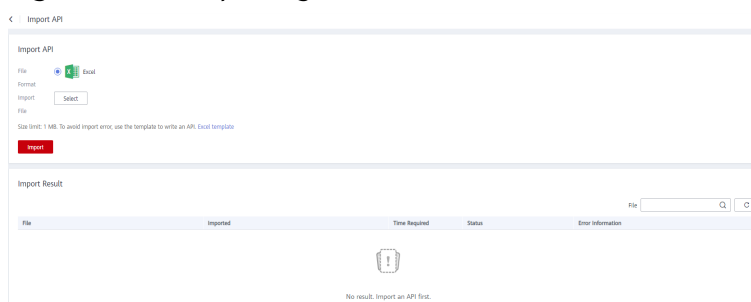 Import API
Import API
File
Format
Excel
Import
File
Select
Size limit: 1 MB. To avoid import error, use the template to write an API. Excel template
Import
Import Result
File
File Imported Time Required Status Error Information
No result. Import an API first.